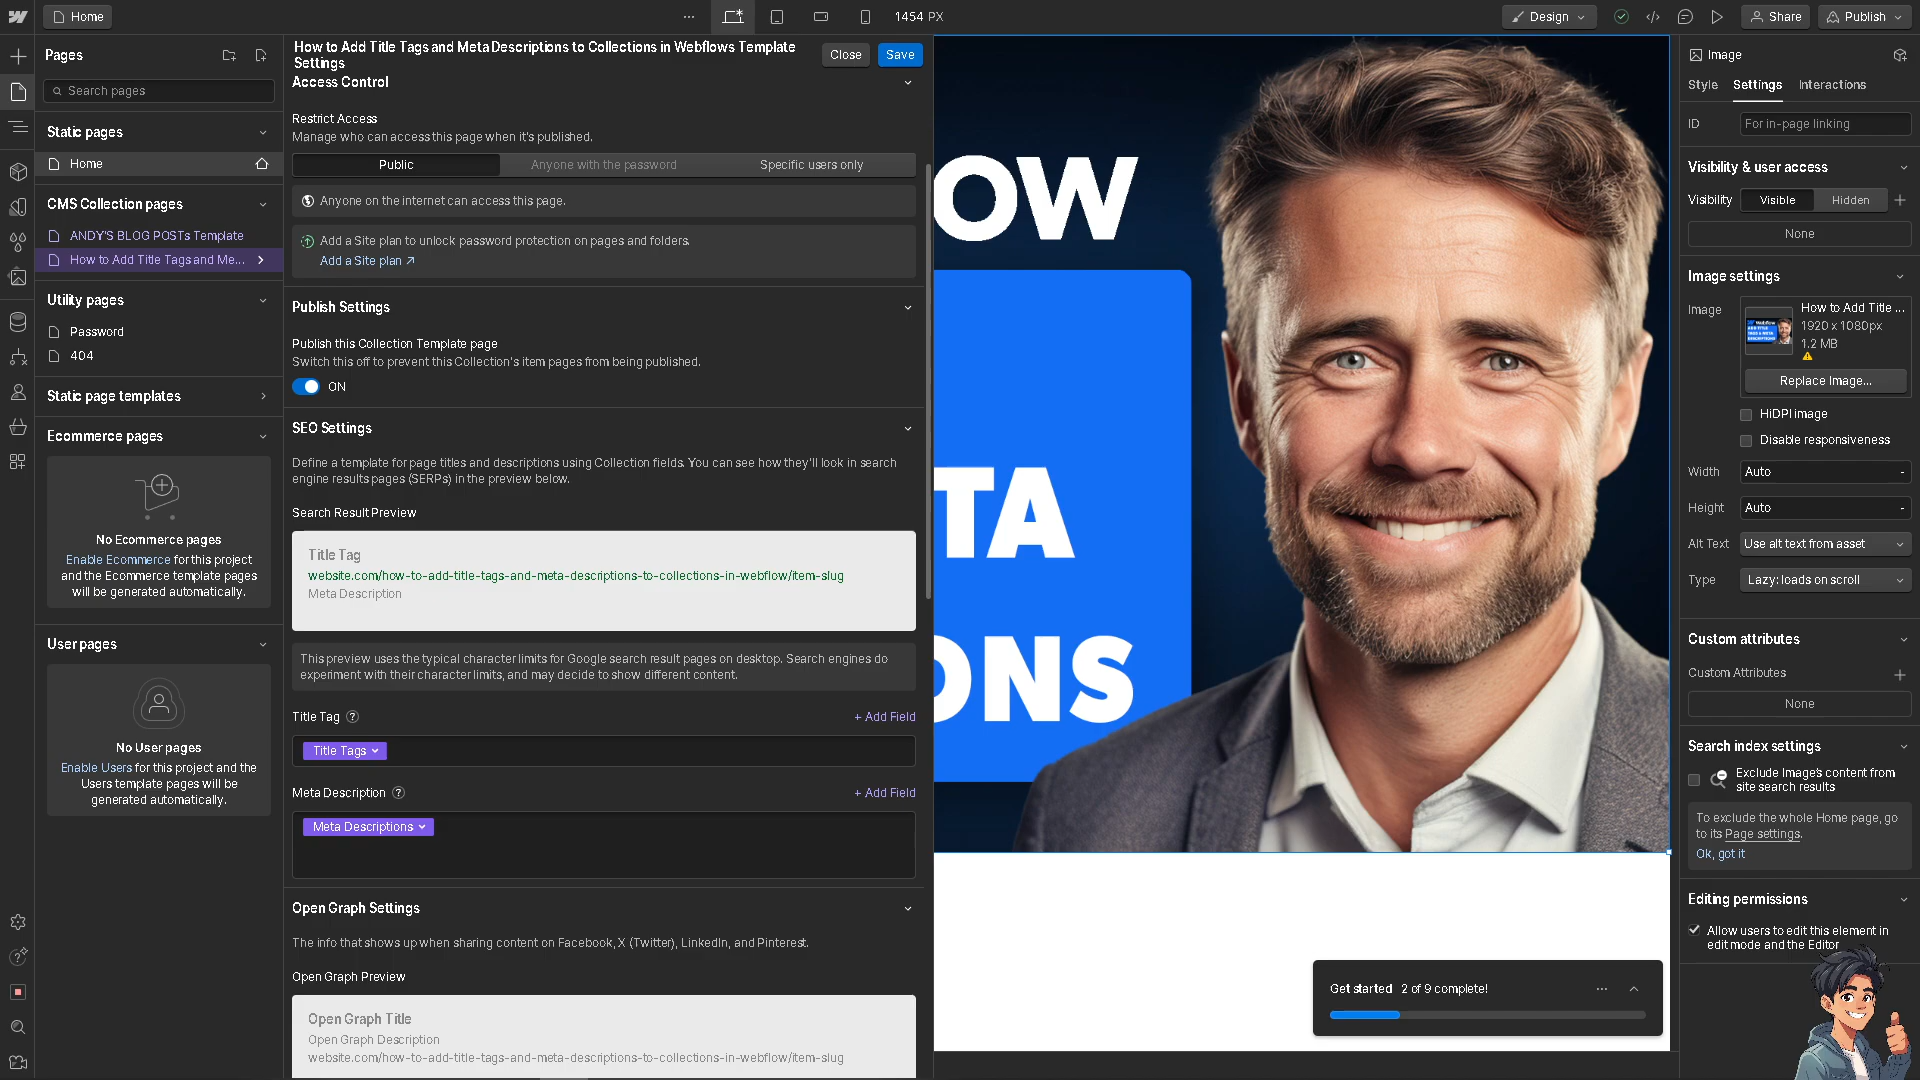 Home
1454 PX
Design
Share
Publish
Pages
Search pages
Static pages
Home
CMS Collection pages
ANDY'S BLOG POSTs Template
How to Add Title Tags and Me...
Utility pages
Password
404
Static page templates
Ecommerce pages
No Ecommerce pages
Enable Ecommerce for this project
and the Ecommerce template pages
will be generated automatically.
User pages
No User pages
Enable Users for this project and the
Users template pages will be
generated automatically.
How to Add Title Tags and Meta Descriptions to Collections in Webflows Template
Settings
Close
Save
Access Control
Restrict Access
Manage who can access this page when it's published.
Public
Anyone with the password
Specific users only
Anyone on the internet can access this page.
Add a Site plan to unlock password protection on pages and folders.
Add a Site plan ↗
Publish Settings
Publish this Collection Template page
Switch this off to prevent this Collection's item pages from being published.
ON
SEO Settings
Define a template for page titles and descriptions using Collection fields. You can see how they'll look in search
engine results pages (SERPs) in the preview below.
Search Result Preview
Title Tag
website.com/how-to-add-title-tags-and-meta-descriptions-to-collections-in-webflow/item-slug
Meta Description
This preview uses the typical character limits for Google search result pages on desktop. Search engines do
experiment with their character limits, and may decide to show different content.
Title Tag ?
+ Add Field
Title Tags
Meta Description ?
+ Add Field
Meta Descriptions
Open Graph Settings
The info that shows up when sharing content on Facebook, X (Twitter), LinkedIn, and Pinterest.
Open Graph Preview
Open Graph Title
Open Graph Description
website.com/how-to-add-title-tags-and-meta-descriptions-to-collections-in-webflow/item-slug
OW
TA
ONS
Get started 2 of 9 complete!
Image
Style
Settings
Interactions
ID
For in-page linking
Visibility & user access
Visibility
Visible
Hidden
None
Image settings
Image
How to Add Title ...
1920 x 1080px
1.2 MB
Webflow
ADD TITLE
TAGS & META
DESCRIPTIONS
Replace Image...
HiDPI image
Disable responsiveness
Width
Auto
-
Height
Auto
-
Alt Text
Use alt text from asset
Type
Lazy: loads on scroll
Custom attributes
Custom Attributes
None
Search index settings
Exclude Image's content from
site search results
To exclude the whole Home page, go
to its Page settings.
Ok, got it
Editing permissions
Allow users to edit this element in
edit mode and the Editor